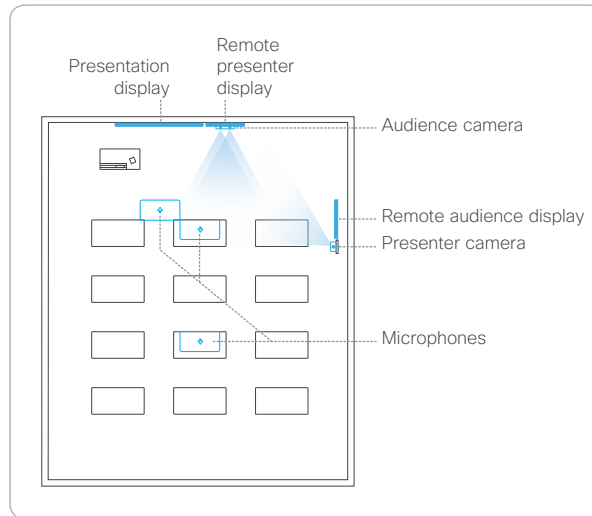 Remote
presenter
display
Presentation
display
Audience camera
Remote audience display
Presenter camera
Microphones